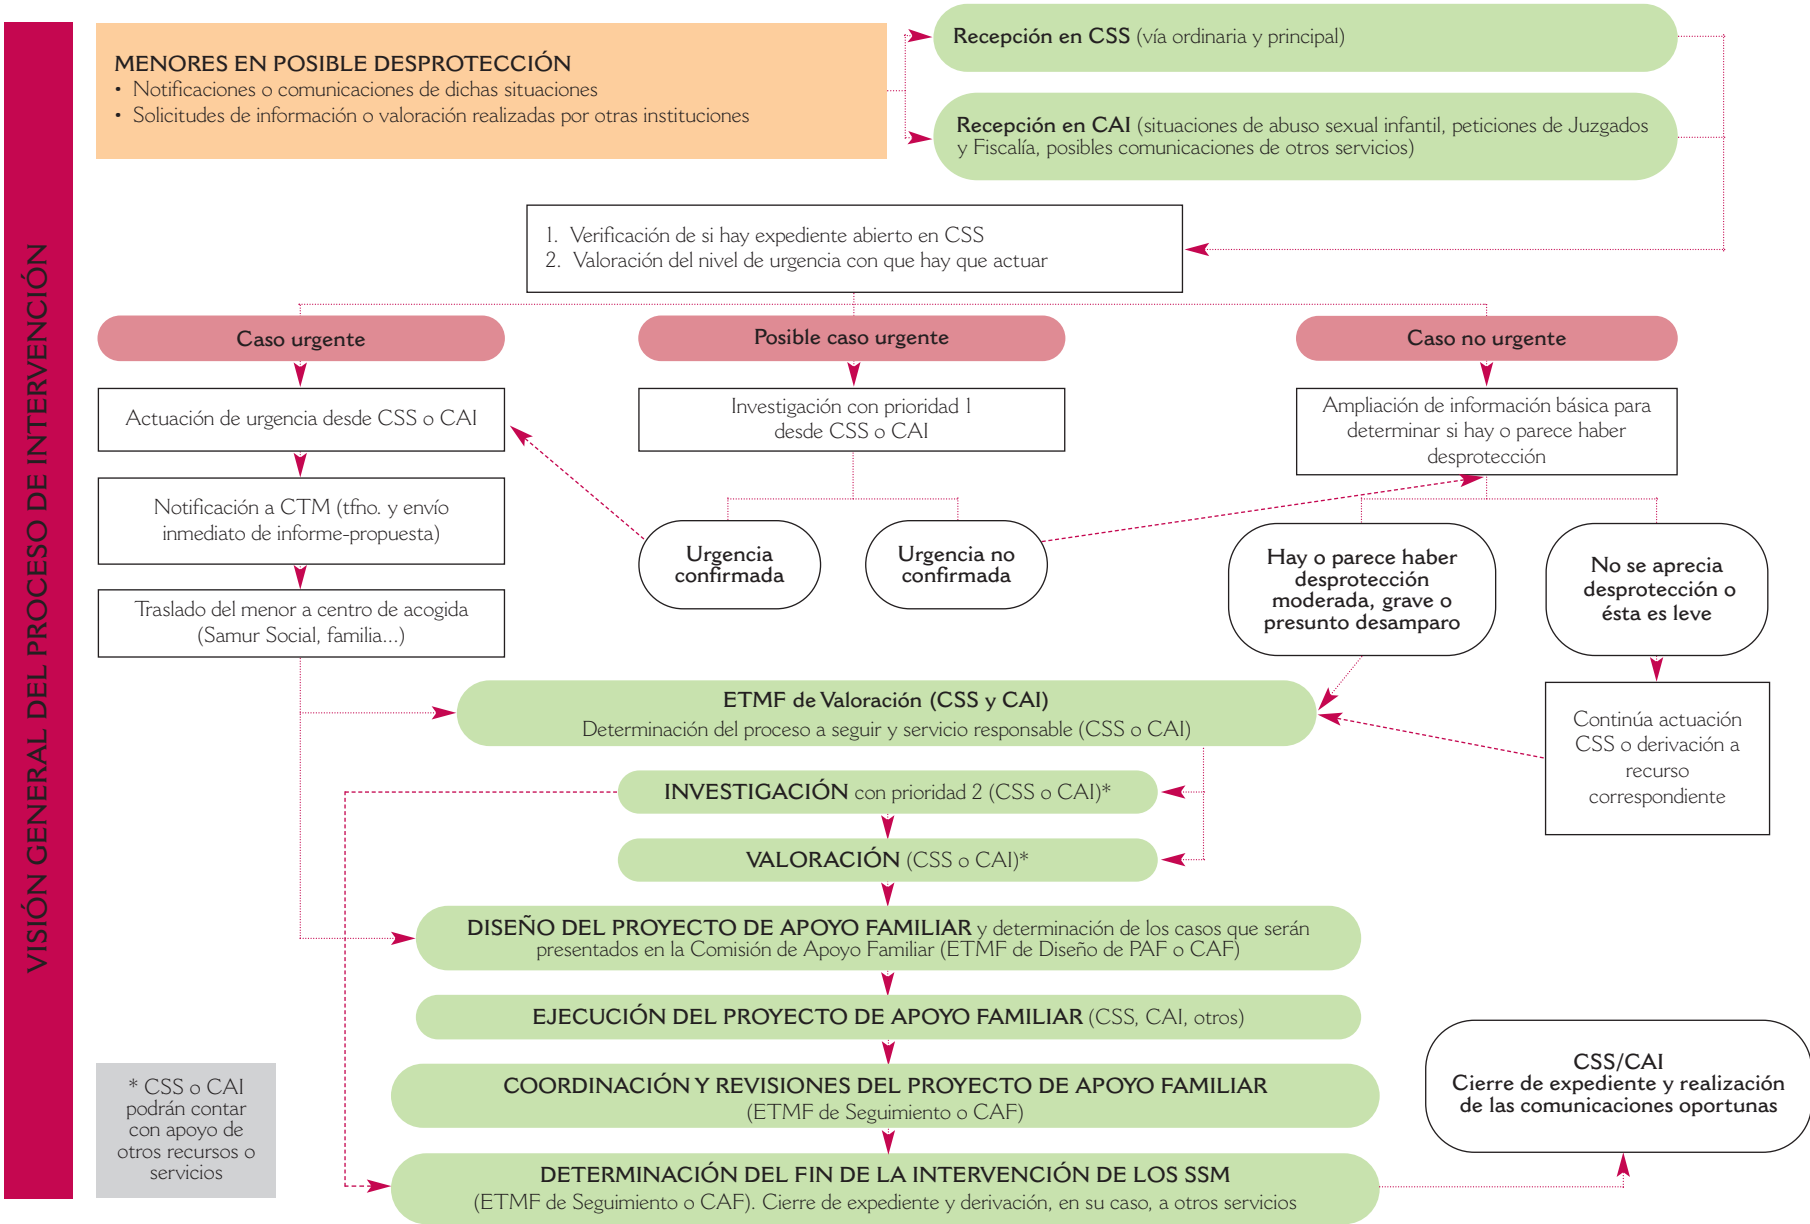 VISIÓN GENERAL DEL PROCESO DE INTERVENCIÓN
MENORES EN POSIBLE DESPROTECCIÓN
• Notificaciones o comunicaciones de dichas situaciones
• Solicitudes de información o valoración realizadas por otras instituciones
Recepción en CSS (vía ordinaria y principal)
Recepción en CAI (situaciones de abuso sexual infantil, peticiones de Juzgados
y Fiscalía, posibles comunicaciones de otros servicios)
1. Verificación de si hay expediente abierto en CSS
2. Valoración del nivel de urgencia con que hay que actuar
Caso urgente
Posible caso urgente
Caso no urgente
Actuación de urgencia desde CSS o CAI
Investigación con prioridad 1
desde CSS o CAI
Ampliación de información básica para
determinar si hay o parece haber
desprotección
Notificación a CTM (tfno. y envío
inmediato de informe-propuesta)
Urgencia
confirmada
Urgencia no
confirmada
Hay o parece haber
desprotección
moderada, grave o
presunto desamparo
No se aprecia
desprotección o
ésta es leve
Traslado del menor a centro de acogida
(Samur Social, familia...)
ETMF de Valoración (CSS y CAI)
Determinación del proceso a seguir y servicio responsable (CSS o CAI)
Continúa actuación
CSS o derivación a
recurso
correspondiente
INVESTIGACIÓN con prioridad 2 (CSS o CAI)*
VALORACIÓN (CSS o CAI)*
DISEÑO DEL PROYECTO DE APOYO FAMILIAR y determinación de los casos que serán
presentados en la Comisión de Apoyo Familiar (ETMF de Diseño de PAF o CAF)
EJECUCIÓN DEL PROYECTO DE APOYO FAMILIAR (CSS, CAI, otros)
COORDINACIÓN Y REVISIONES DEL PROYECTO DE APOYO FAMILIAR
(ETMF de Seguimiento o CAF)
DETERMINACIÓN DEL FIN DE LA INTERVENCIÓN DE LOS SSM
(ETMF de Seguimiento o CAF). Cierre de expediente y derivación, en su caso, a otros servicios
CSS/CAI
Cierre de expediente y realización
de las comunicaciones oportunas
* CSS o CAI
podrán contar
con apoyo de
otros recursos o
servicios